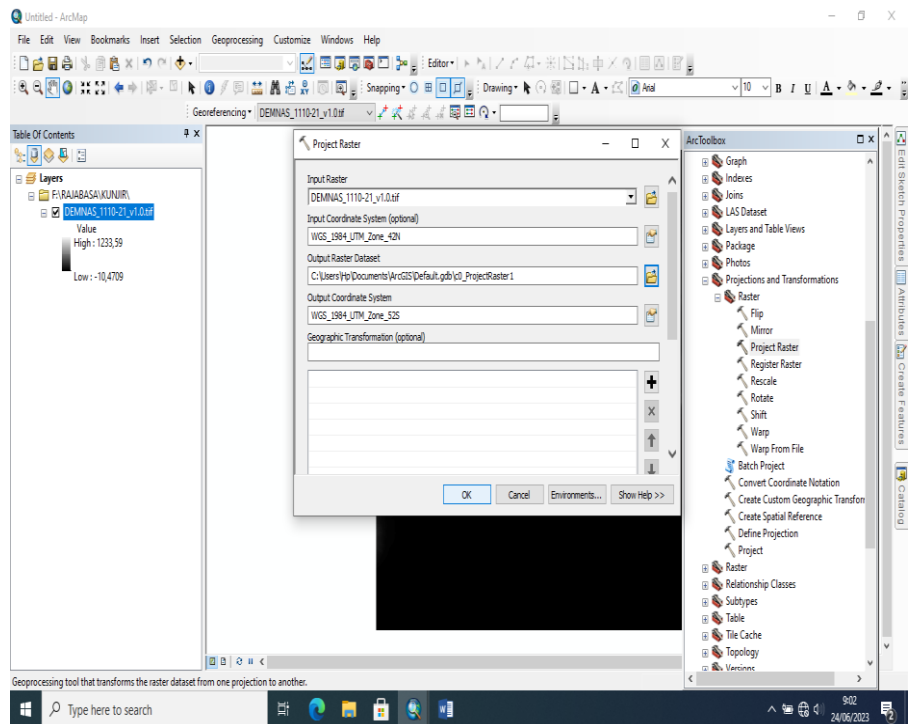 Untitled - ArcMap
File Edit View Bookmarks Insert Selection Geoprocessing Customize Windows Help
Editor
Snapping Drawing Arial 10 B I U A
Georeferencing DEMNAS_1110-21_v1.0.tif
Table Of Contents
Layers
F:\RAJABASA\KUNJIR\
DEMNAS_1110-21_v1.0.tif
Value
High : 1233,59
Low : -10,4709
Project Raster
Input Raster
DEMNAS_1110-21_v1.0.tif
Input Coordinate System (optional)
WGS_1984_UTM_Zone_42N
Output Raster Dataset
C:\Users\Hp\Documents\ArcGIS\Default.gdb\c0_ProjectRaster1
Output Coordinate System
WGS_1984_UTM_Zone_52S
Geographic Transformation (optional)
OK Cancel Environments... Show Help >>
ArcToolbox
Graph
Indexes
Joins
LAS Dataset
Layers and Table Views
Package
Photos
Projections and Transformations
Raster
Flip
Mirror
Project Raster
Register Raster
Rescale
Rotate
Shift
Warp
Warp From File
Batch Project
Convert Coordinate Notation
Create Custom Geographic Transforn
Create Spatial Reference
Define Projection
Project
Raster
Relationship Classes
Subtypes
Table
Tile Cache
Topology
Versions
Edit Sketch Properties
Attributes
Create Features
Catalog
Geoprocessing tool that transforms the raster dataset from one projection to another.
Type here to search
9:02
24/06/2023